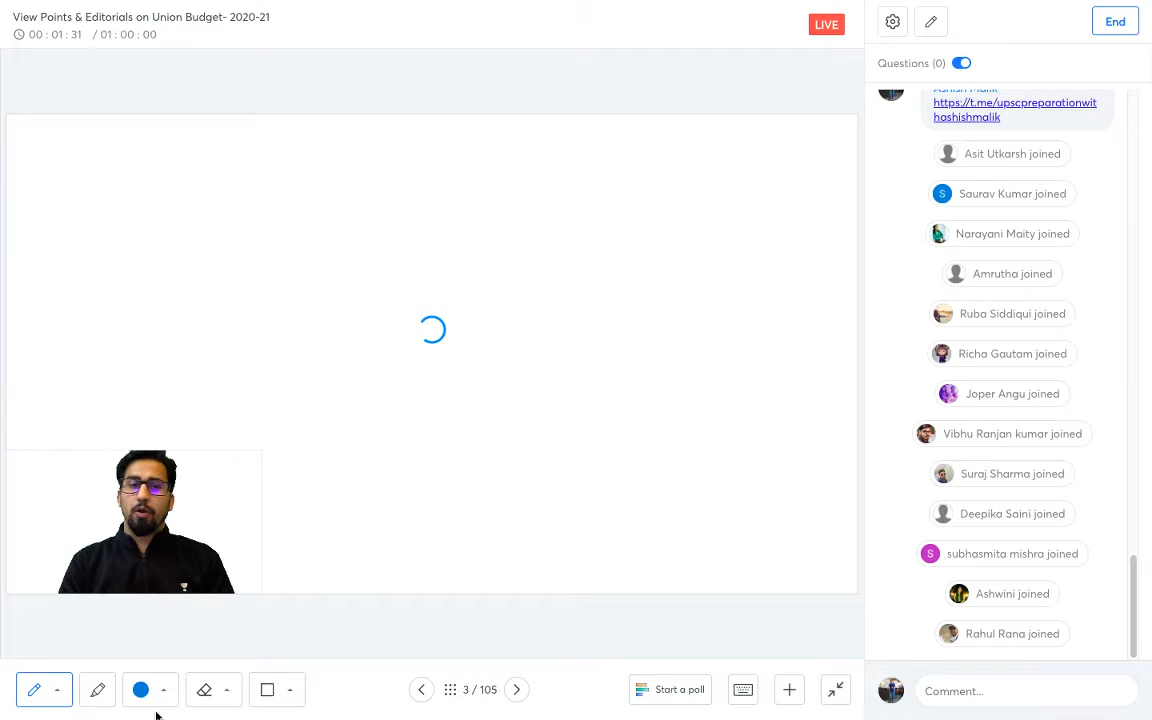 View Points & Editorials on Union Budget- 2020-21
00 : 01 : 31 / 01 : 00 : 00
LIVE
End
Questions (0)
Ashish Malik
https://t.me/upscpreparationwit
hashishmalik
Asit Utkarsh joined
S Saurav Kumar joined
Narayani Maity joined
Amrutha joined
Ruba Siddiqui joined
Richa Gautam joined
Joper Angu joined
Vibhu Ranjan kumar joined
Suraj Sharma joined
Deepika Saini joined
S subhasmita mishra joined
Ashwini joined
Rahul Rana joined
3 / 105
Start a poll
Comment...